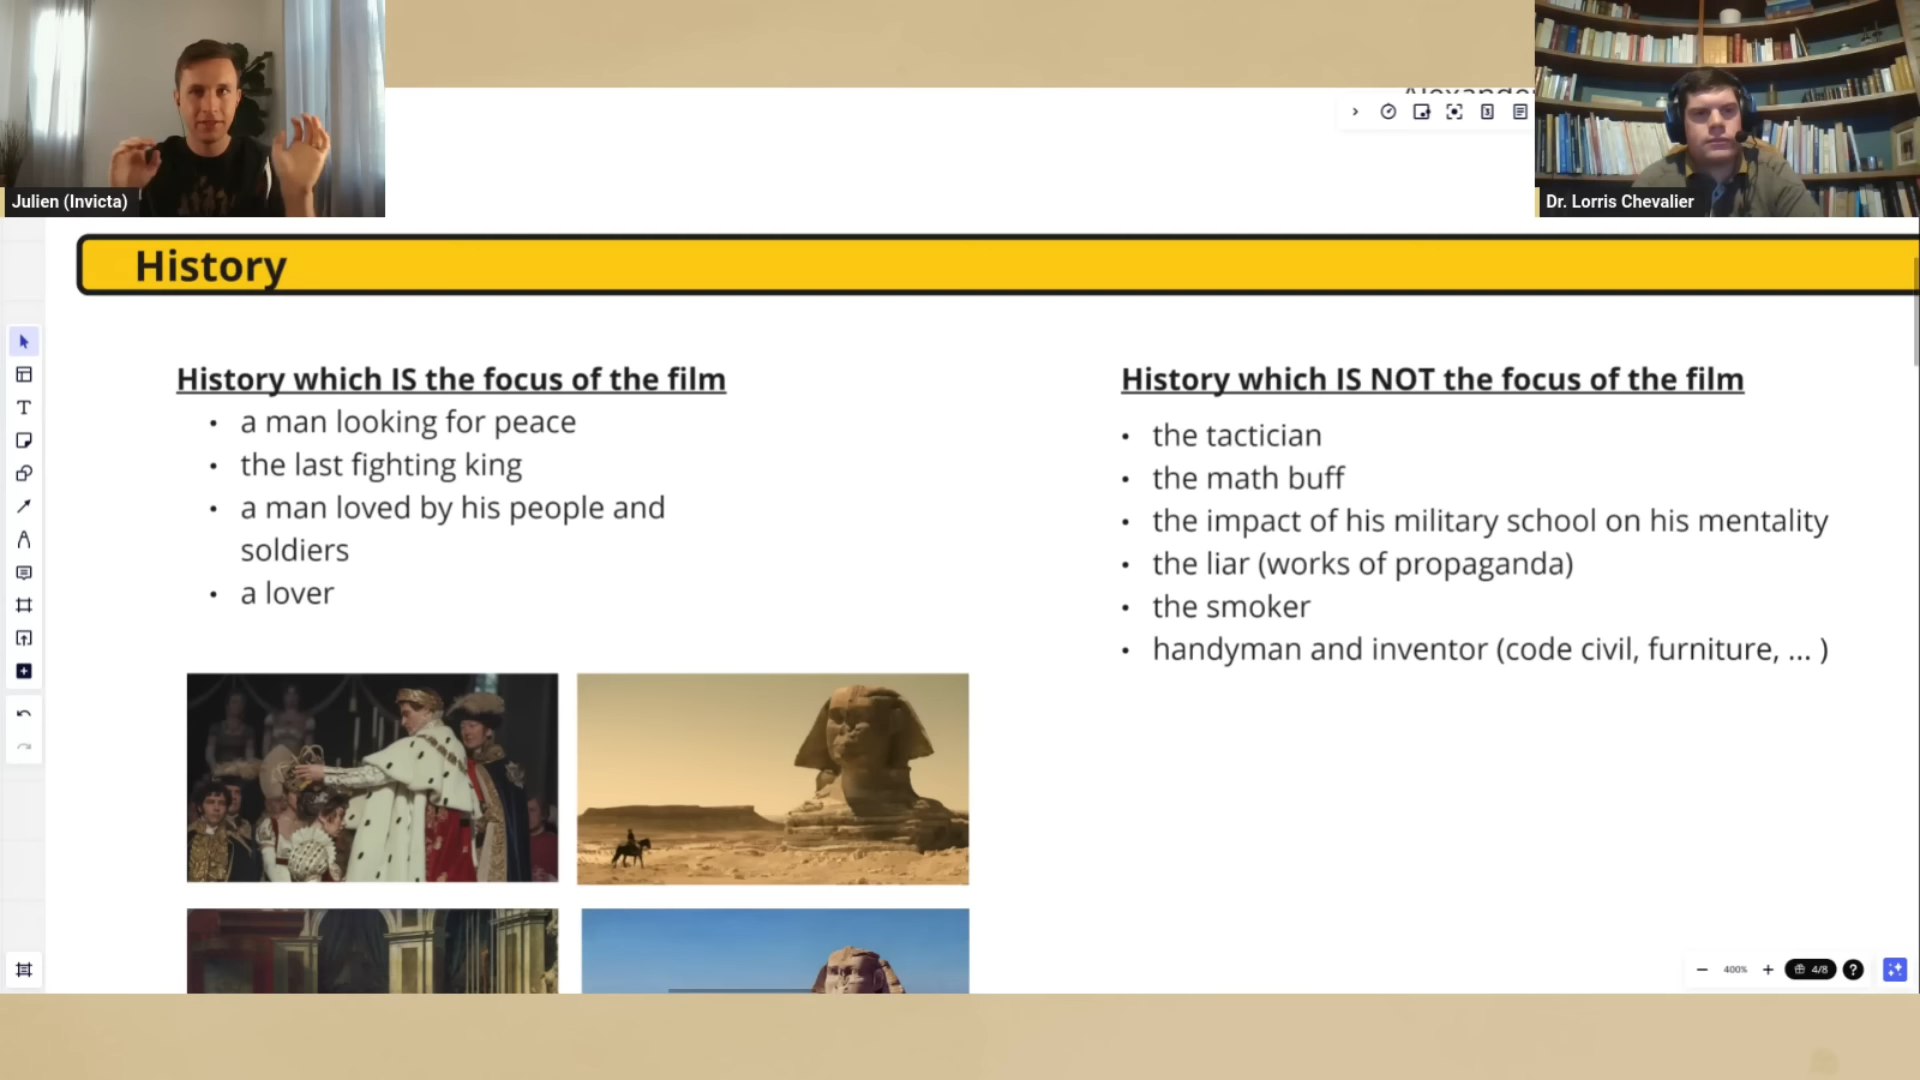 Julien (Invicta)
Dr. Lorris Chevalier
History
History which IS the focus of the film
• a man looking for peace
• the last fighting king
• a man loved by his people and
soldiers
• a lover
History which IS NOT the focus of the film
• the tactician
• the math buff
• the impact of his military school on his mentality
• the liar (works of propaganda)
• the smoker
• handyman and inventor (code civil, furniture, ... )
400%
4/8